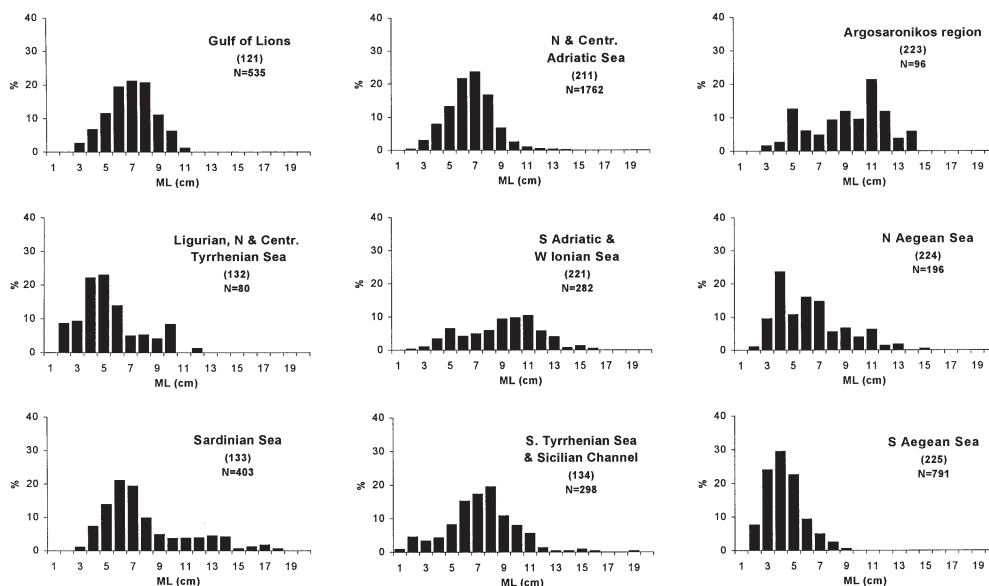 40
30
20
10
0
%
Gulf of Lions
(121)
N=535
1 3 5 7 9 11 13 15 17 19
ML (cm)
40
30
20
10
0
%
N & Centr.
Adriatic Sea
(211)
N=1762
1 3 5 7 9 11 13 15 17 19
ML (cm)
40
30
20
10
0
%
Argosaronikos region
(223)
N=96
1 3 5 7 9 11 13 15 17 19
ML (cm)
40
30
20
10
0
%
Ligurian, N & Centr.
Tyrrhenian Sea
(132)
N=80
1 3 5 7 9 11 13 15 17 19
ML (cm)
40
30
20
10
0
%
S Adriatic &
W Ionian Sea
(221)
N=282
1 3 5 7 9 11 13 15 17 19
ML (cm)
40
30
20
10
0
%
N Aegean Sea
(224)
N=196
1 3 5 7 9 11 13 15 17 19
ML (cm)
40
30
20
10
0
%
Sardinian Sea
(133)
N=403
1 3 5 7 9 11 13 15 17 19
ML (cm)
40
30
20
10
0
%
S. Tyrrhenian Sea
& Sicilian Channel
(134)
N=298
1 3 5 7 9 11 13 15 17 19
ML (cm)
40
30
20
10
0
%
S Aegean Sea
(225)
N=791
1 3 5 7 9 11 13 15 17 19
ML (cm)